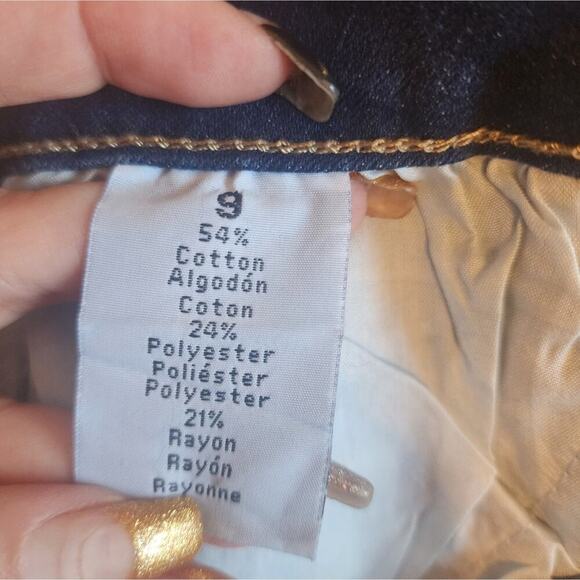 9
54%
Cotton
Algodón
Coton
24%
Polyester
Poliéster
Polyester
21%
Rayon
Rayón
Rayonne